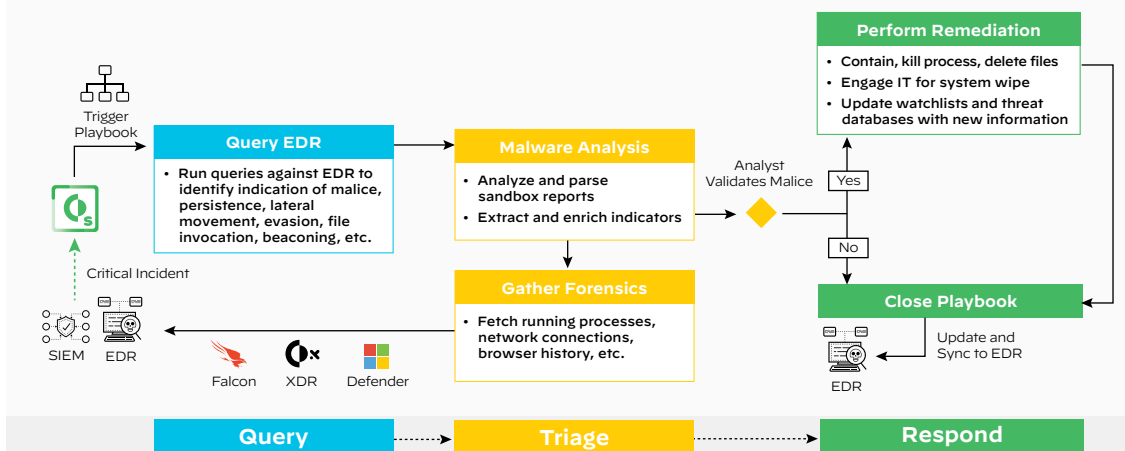 Trigger
Playbook
S
Critical Incident
SIEM
EDR
Query EDR
• Run queries against EDR to
identify indication of malice,
persistence, lateral
movement, evasion, file
invocation, beaconing, etc.
Malware Analysis
• Analyze and parse
sandbox reports
• Extract and enrich indicators
Gather Forensics
• Fetch running processes,
network connections,
browser history, etc.
Falcon
XDR
Defender
Analyst
Validates Malice
Yes
No
Perform Remediation
• Contain, kill process, delete files
• Engage IT for system wipe
• Update watchlists and threat
databases with new information
Close Playbook
Update and
Sync to EDR
EDR
Query
Triage
Respond